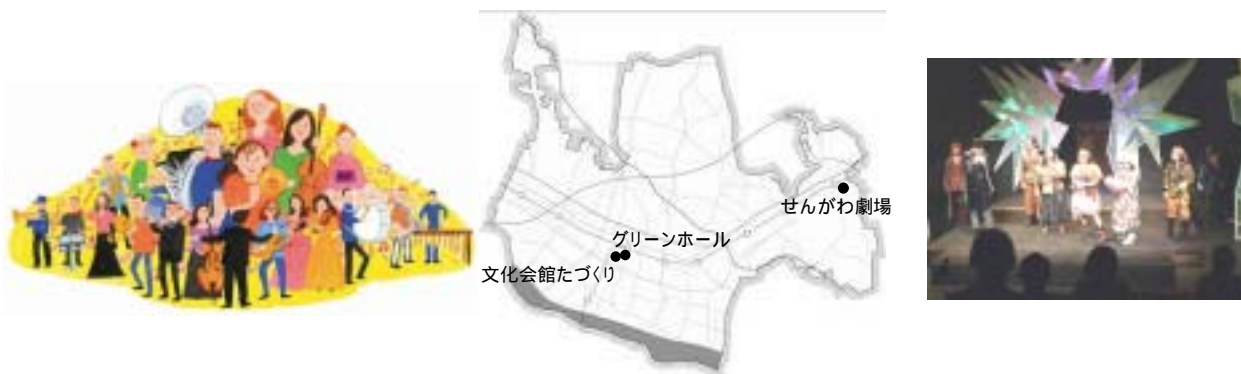 せんがわ劇場
グリーンホール
文化会館たづくり